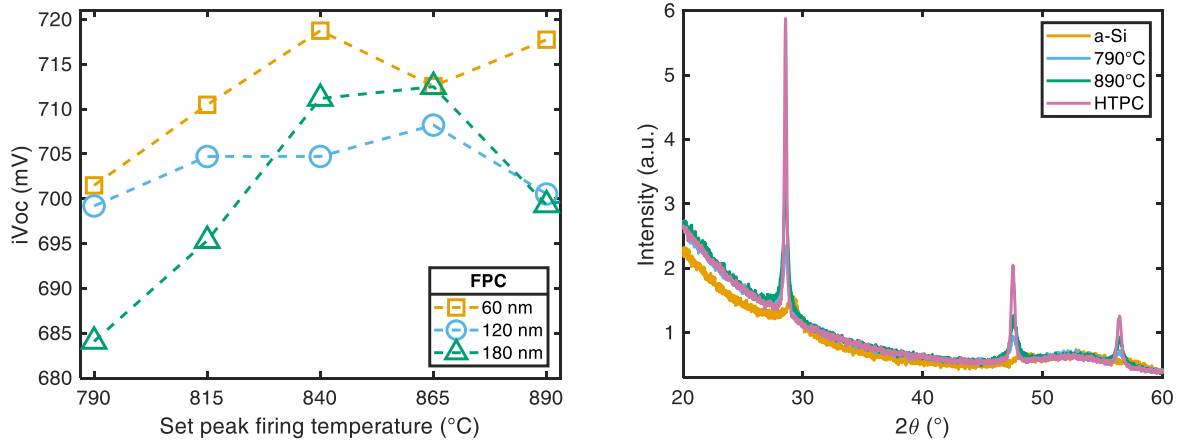 iVoc (mV)
720
715
710
705
700
695
690
685
680
790
815
840
865
890
Set peak firing temperature (°C)
FPC
60 nm
120 nm
180 nm
Intensity (a.u.)
6
5
4
3
2
1
20
30
40
50
60
2θ (°)
a-Si
790°C
890°C
HTPC